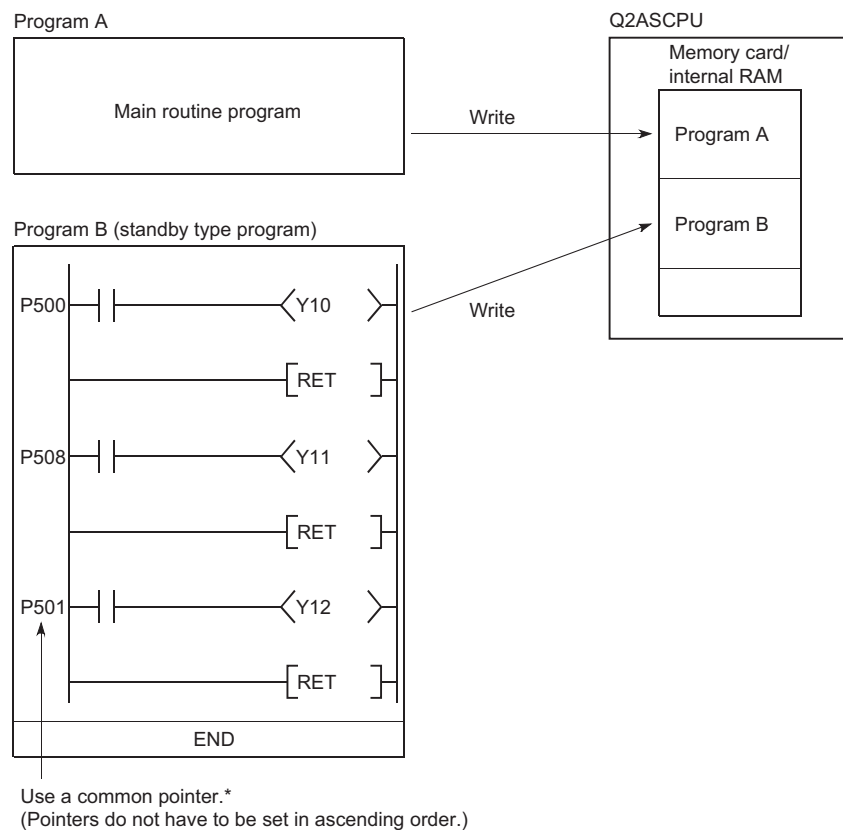 Program A
Main routine program
Write
Q2ASCPU
Memory card/
internal RAM
Program A
Program B
Program B (standby type program)
P500
Y10
Write
RET
P508
Y11
RET
P501
Y12
RET
END
Use a common pointer.*
(Pointers do not have to be set in ascending order.)